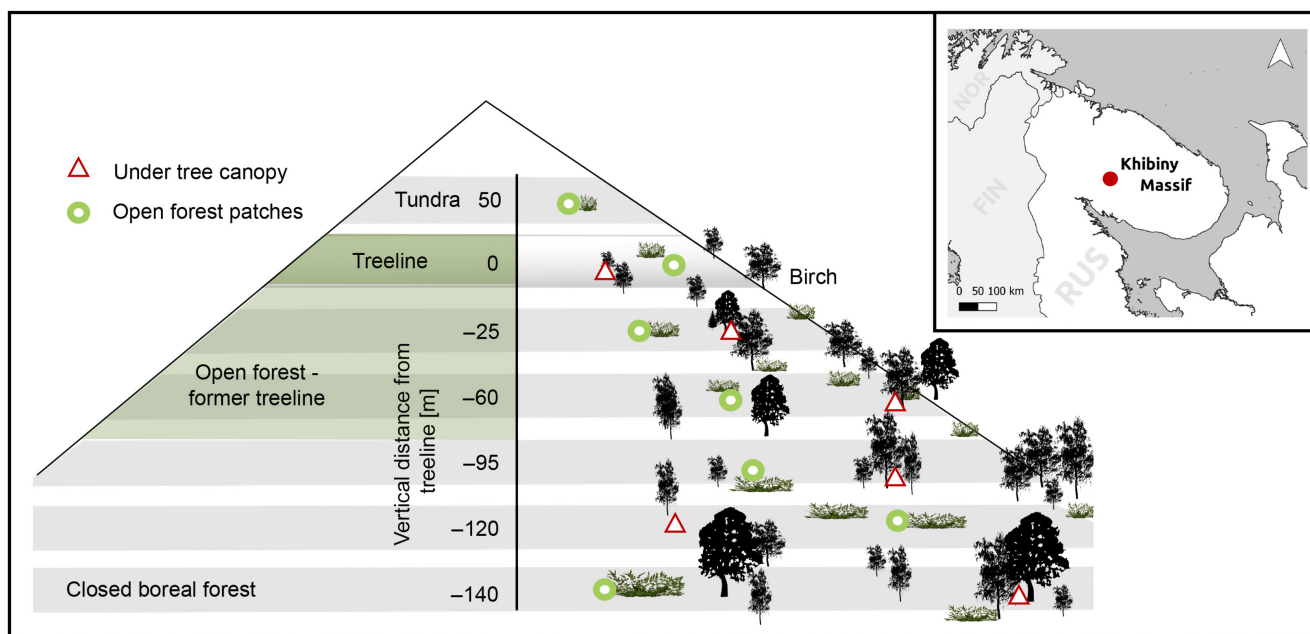 Under tree canopy
Open forest patches
Tundra 50
Treeline 0
Birch
–25
Open forest -
former treeline
–60
–95
–120
Closed boreal forest –140
Vertical distance from
treeline [m]
NOR
FIN
RUS
Khibiny
Massif
0 50 100 km